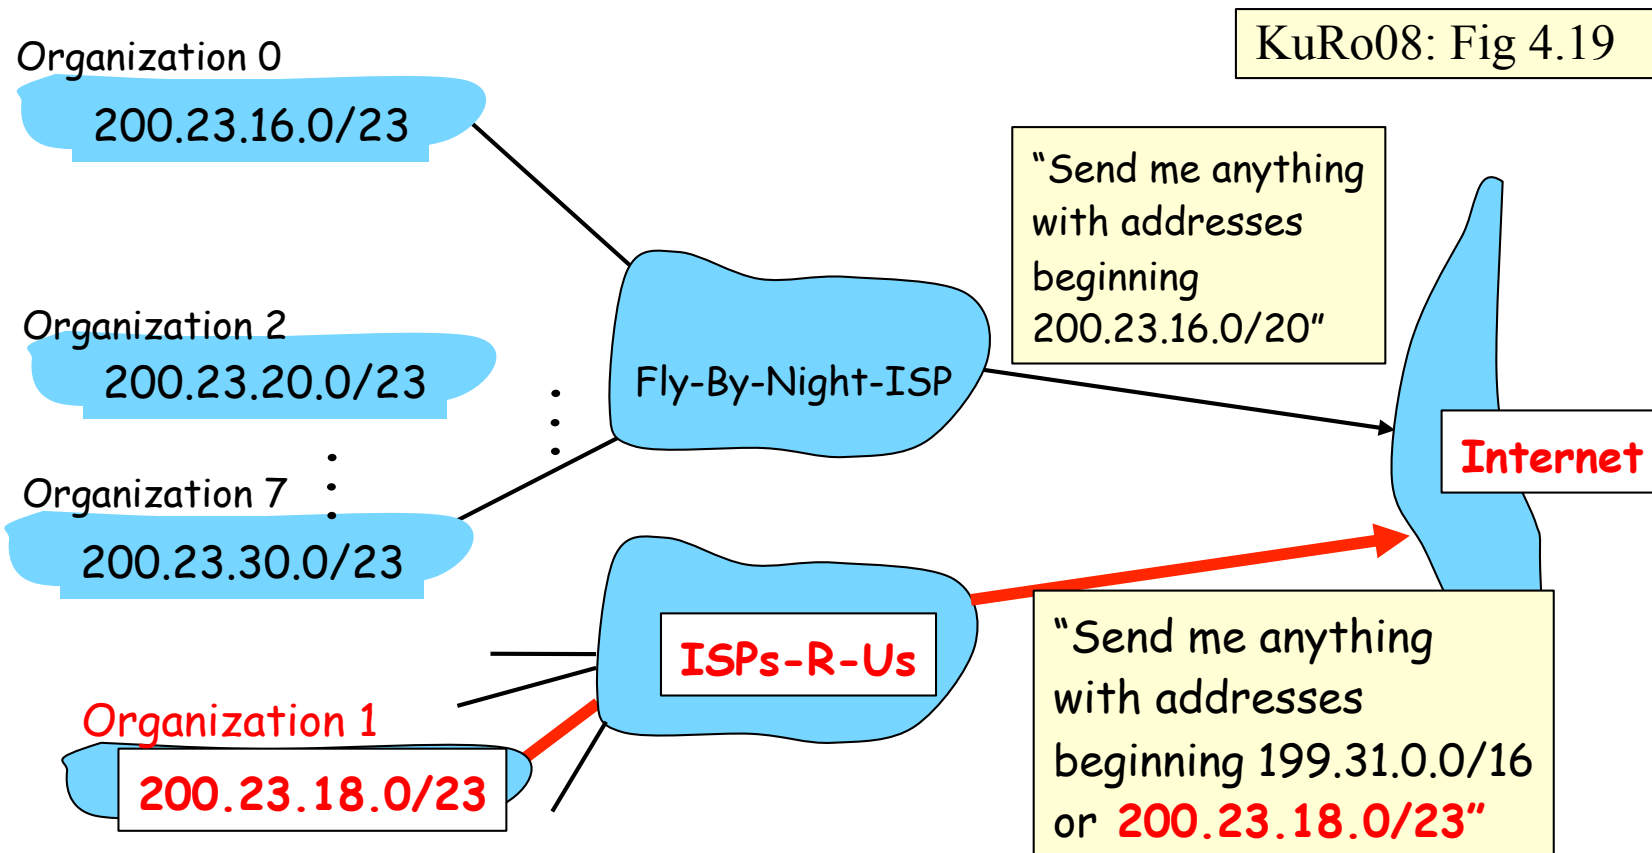 KuRo08: Fig 4.19
Organization 0
200.23.16.0/23
“Send me anything
with addresses
beginning
200.23.16.0/20”
Organization 2
200.23.20.0/23
Fly-By-Night-ISP
Internet
Organization 7
200.23.30.0/23
ISPs-R-Us
“Send me anything
with addresses
beginning 199.31.0.0/16
or 200.23.18.0/23”
Organization 1
200.23.18.0/23